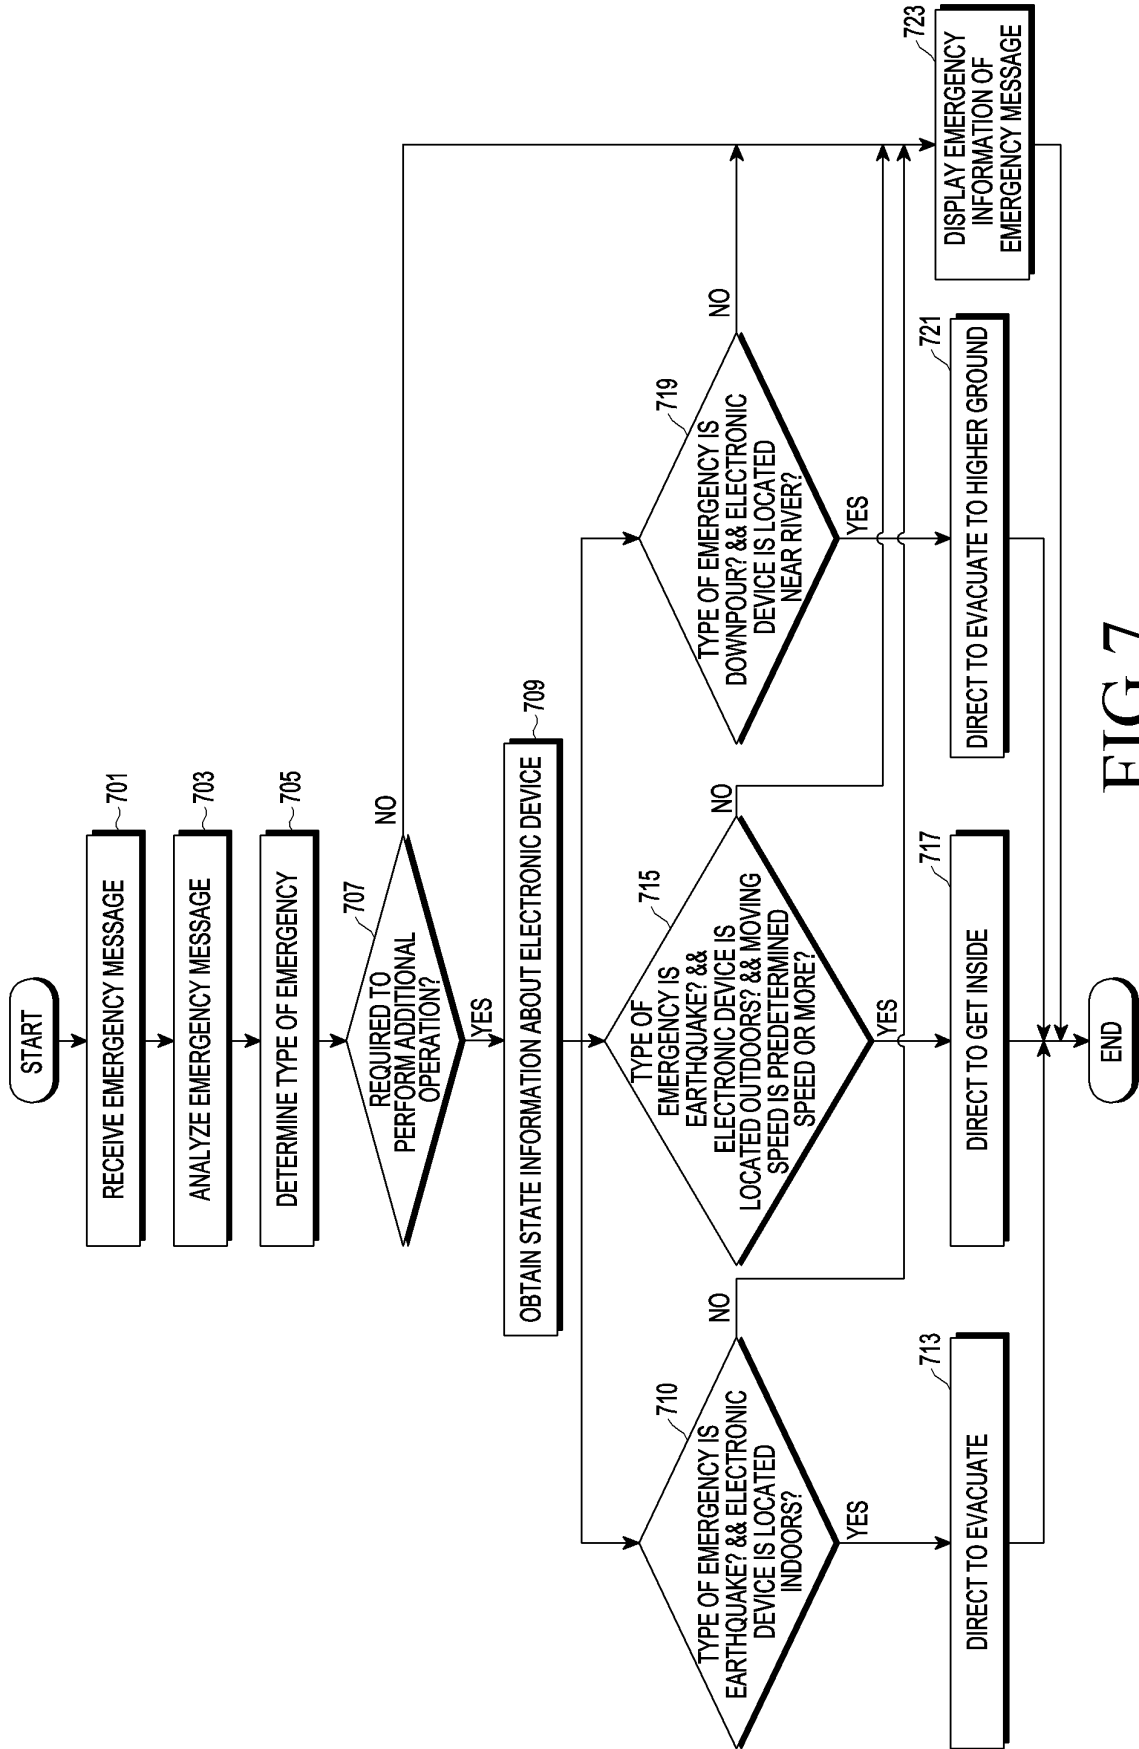 START
RECEIVE EMERGENCY MESSAGE
701
ANALYZE EMERGENCY MESSAGE
703
DETERMINE TYPE OF EMERGENCY
705
707
REQUIRED TO
PERFORM ADDITIONAL
OPERATION?
NO
YES
OBTAIN STATE INFORMATION ABOUT ELECTRONIC DEVICE
709
710
TYPE OF EMERGENCY IS
EARTHQUAKE? && ELECTRONIC
DEVICE IS LOCATED
INDOORS?
NO
YES
715
TYPE OF
EMERGENCY IS
EARTHQUAKE? &&
ELECTRONIC DEVICE IS
LOCATED OUTDOORS? && MOVING
SPEED IS PREDETERMINED
SPEED OR MORE?
NO
YES
719
TYPE OF EMERGENCY IS
DOWNPOUR? && ELECTRONIC
DEVICE IS LOCATED
NEAR RIVER?
NO
YES
713
DIRECT TO EVACUATE
717
DIRECT TO GET INSIDE
721
DIRECT TO EVACUATE TO HIGHER GROUND
723
DISPLAY EMERGENCY
INFORMATION OF
EMERGENCY MESSAGE
END
FIG.7